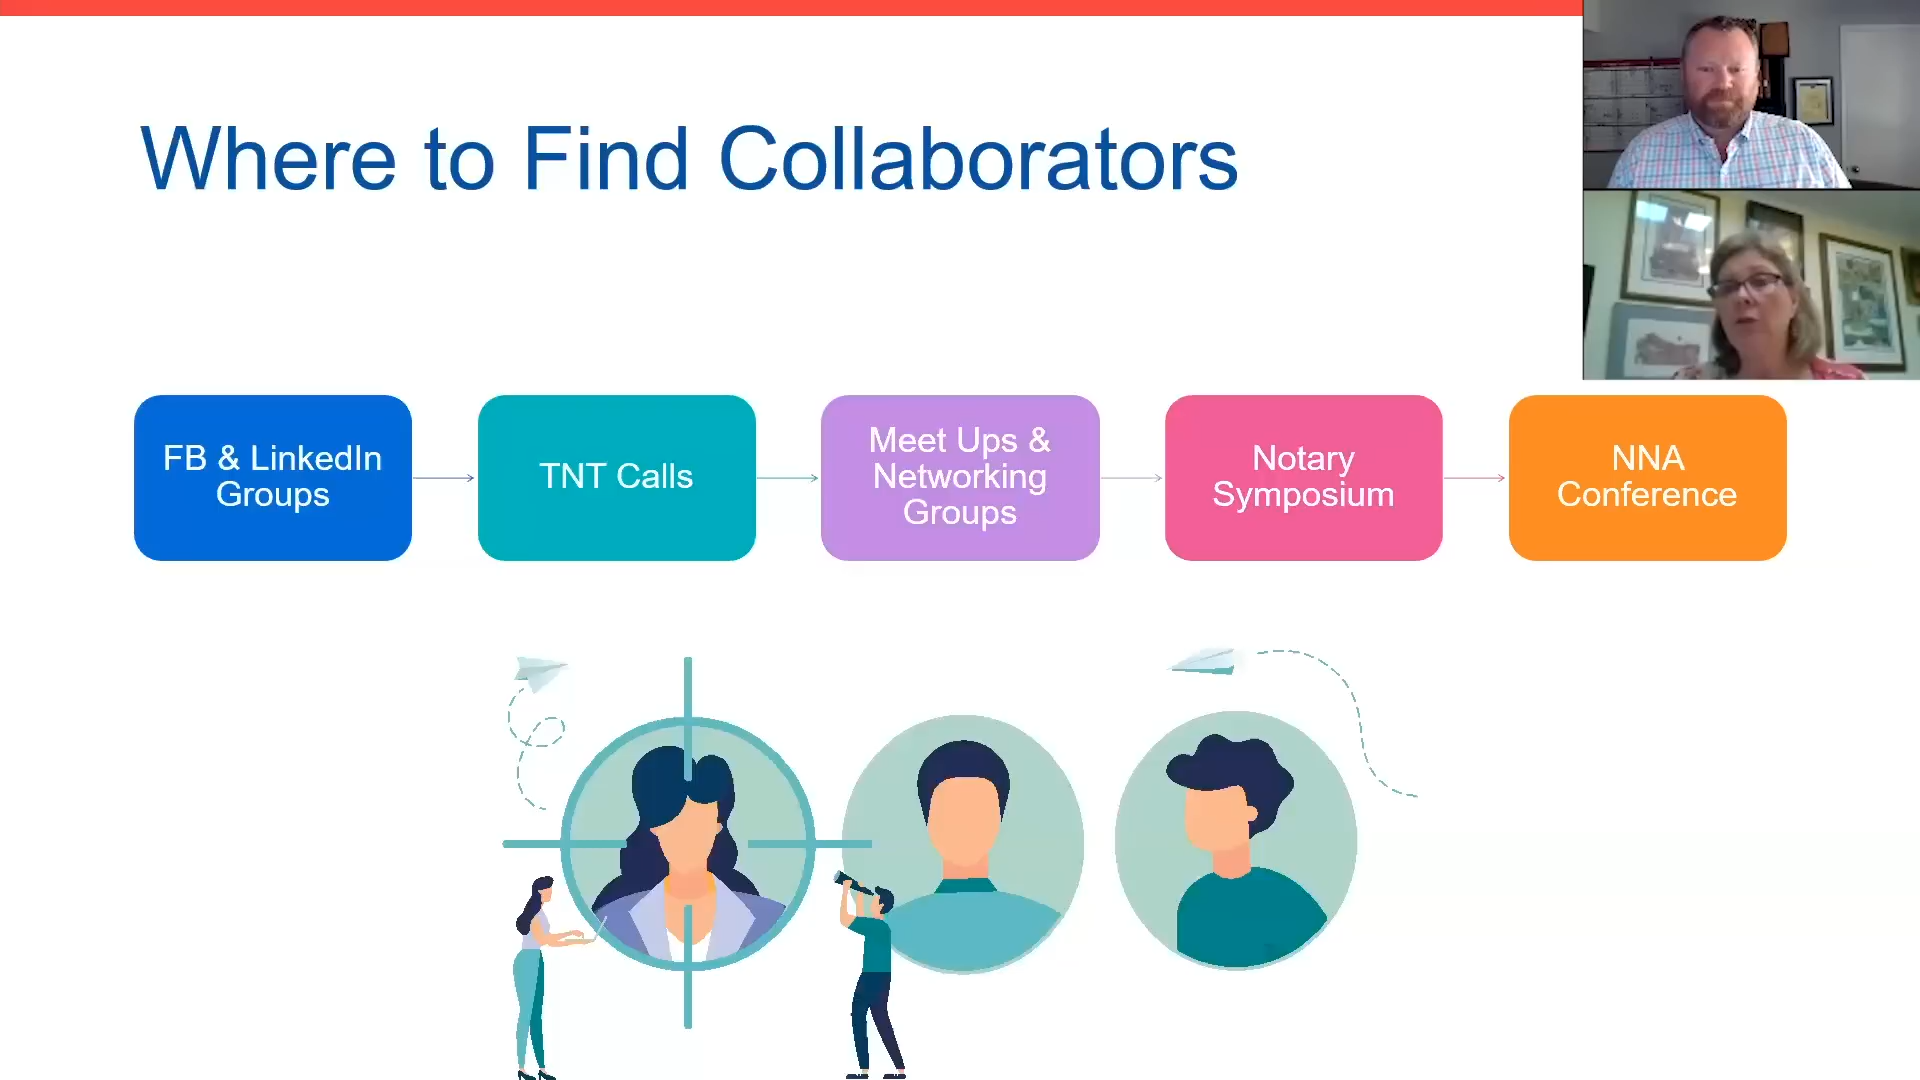 Where to Find Collaborators
FB & LinkedIn
Groups
TNT Calls
Meet Ups &
Networking
Groups
Notary
Symposium
NNA
Conference